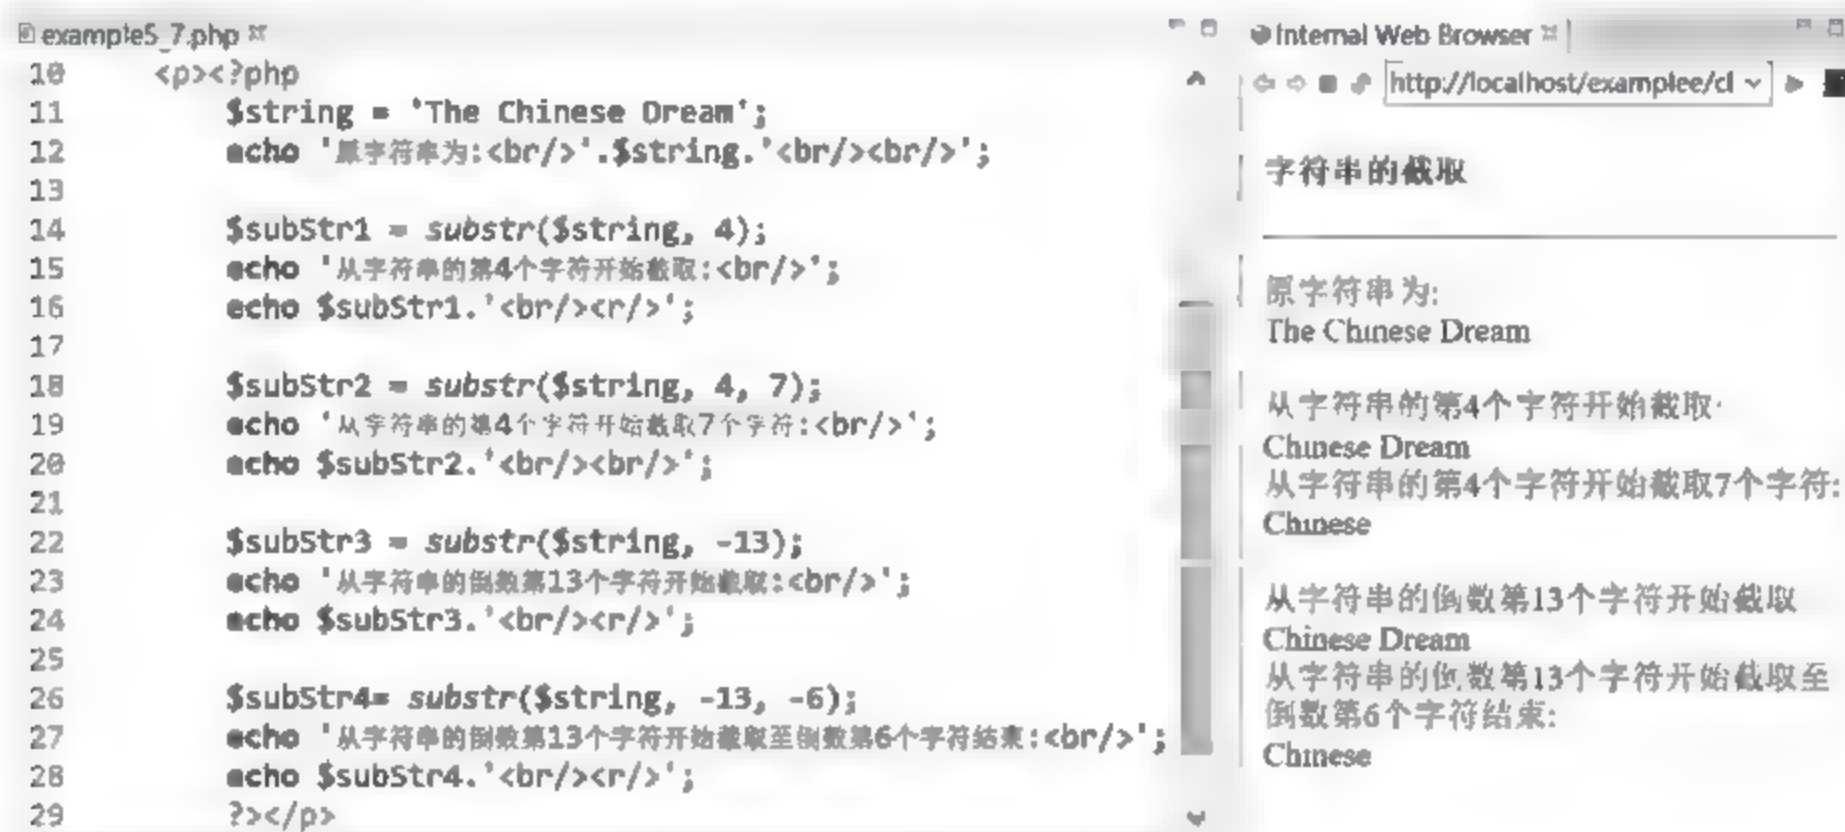 example5_7.php
10 <p><?php
11 $string = 'The Chinese Dream';
12 echo '原字符串为:<br/>'.$string.'<br/><br/>';
13
14 $subStr1 = substr($string, 4);
15 echo '从字符串的第4个字符开始截取:<br/>';
16 echo $subStr1.'<br/><r/>';
17
18 $subStr2 = substr($string, 4, 7);
19 echo '从字符串的第4个字符开始截取7个字符:<br/>';
20 echo $subStr2.'<br/><br/>';
21
22 $subStr3 = substr($string, -13);
23 echo '从字符串的倒数第13个字符开始截取:<br/>';
24 echo $subStr3.'<br/><r/>';
25
26 $subStr4= substr($string, -13, -6);
27 echo '从字符串的倒数第13个字符开始截取至倒数第6个字符结束:<br/>';
28 echo $subStr4.'<br/><r/>';
29 ?></p>
Internal Web Browser
http://localhost/examplee/cl
字符串的截取
原字符串为:
The Chinese Dream
从字符串的第4个字符开始截取:
Chinese Dream
从字符串的第4个字符开始截取7个字符:
Chinese
从字符串的倒数第13个字符开始截取
Chinese Dream
从字符串的倒数第13个字符开始截取至
倒数第6个字符结束:
Chinese